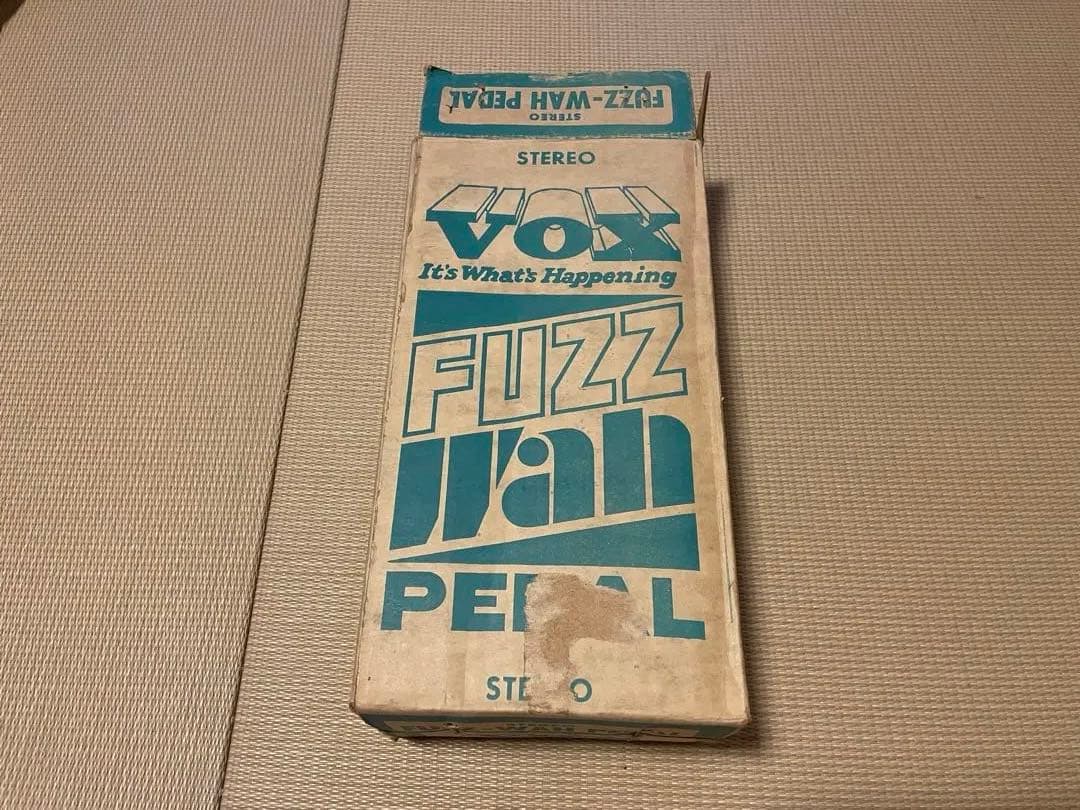 FUZZ-WAH PEDAL
STEREO
STEREO
VOX
It's What's Happening
FUZZ
Wah
PE AL
STE O